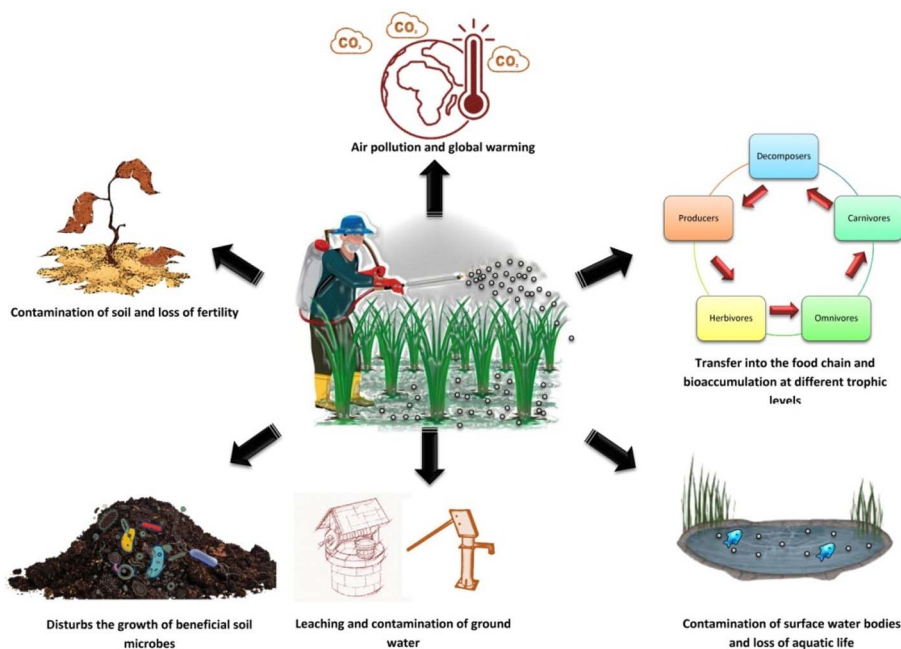 CO₂
CO₂
CO₂
Air pollution and global warming
Decomposers
Producers
Carnivores
Herbivores
Omnivores
Contamination of soil and loss of fertility
Transfer into the food chain and
bioaccumulation at different trophic
levels
Disturbs the growth of beneficial soil
microbes
Leaching and contamination of ground
water
Contamination of surface water bodies
and loss of aquatic life